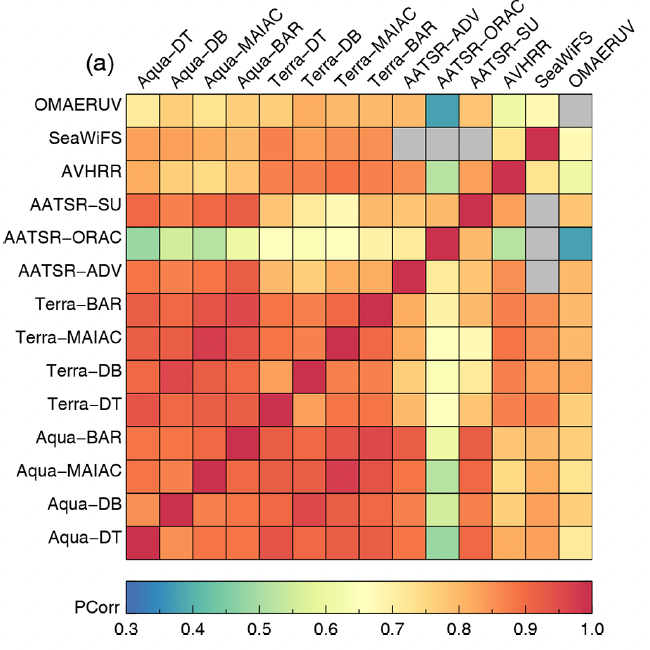 (a)
Aqua−DT
Aqua−DB
Aqua−MAIAC
Aqua−BAR
Terra−DT
Terra−DB
Terra−MAIAC
Terra−BAR
AATSR−ADV
AATSR−ORAC
AATSR−SU
AVHRR
SeaWiFS
OMAERUV
OMAERUV
SeaWiFS
AVHRR
AATSR−SU
AATSR−ORAC
AATSR−ADV
Terra−BAR
Terra−MAIAC
Terra−DB
Terra−DT
Aqua−BAR
Aqua−MAIAC
Aqua−DB
Aqua−DT
PCorr
0.3 0.4 0.5 0.6 0.7 0.8 0.9 1.0